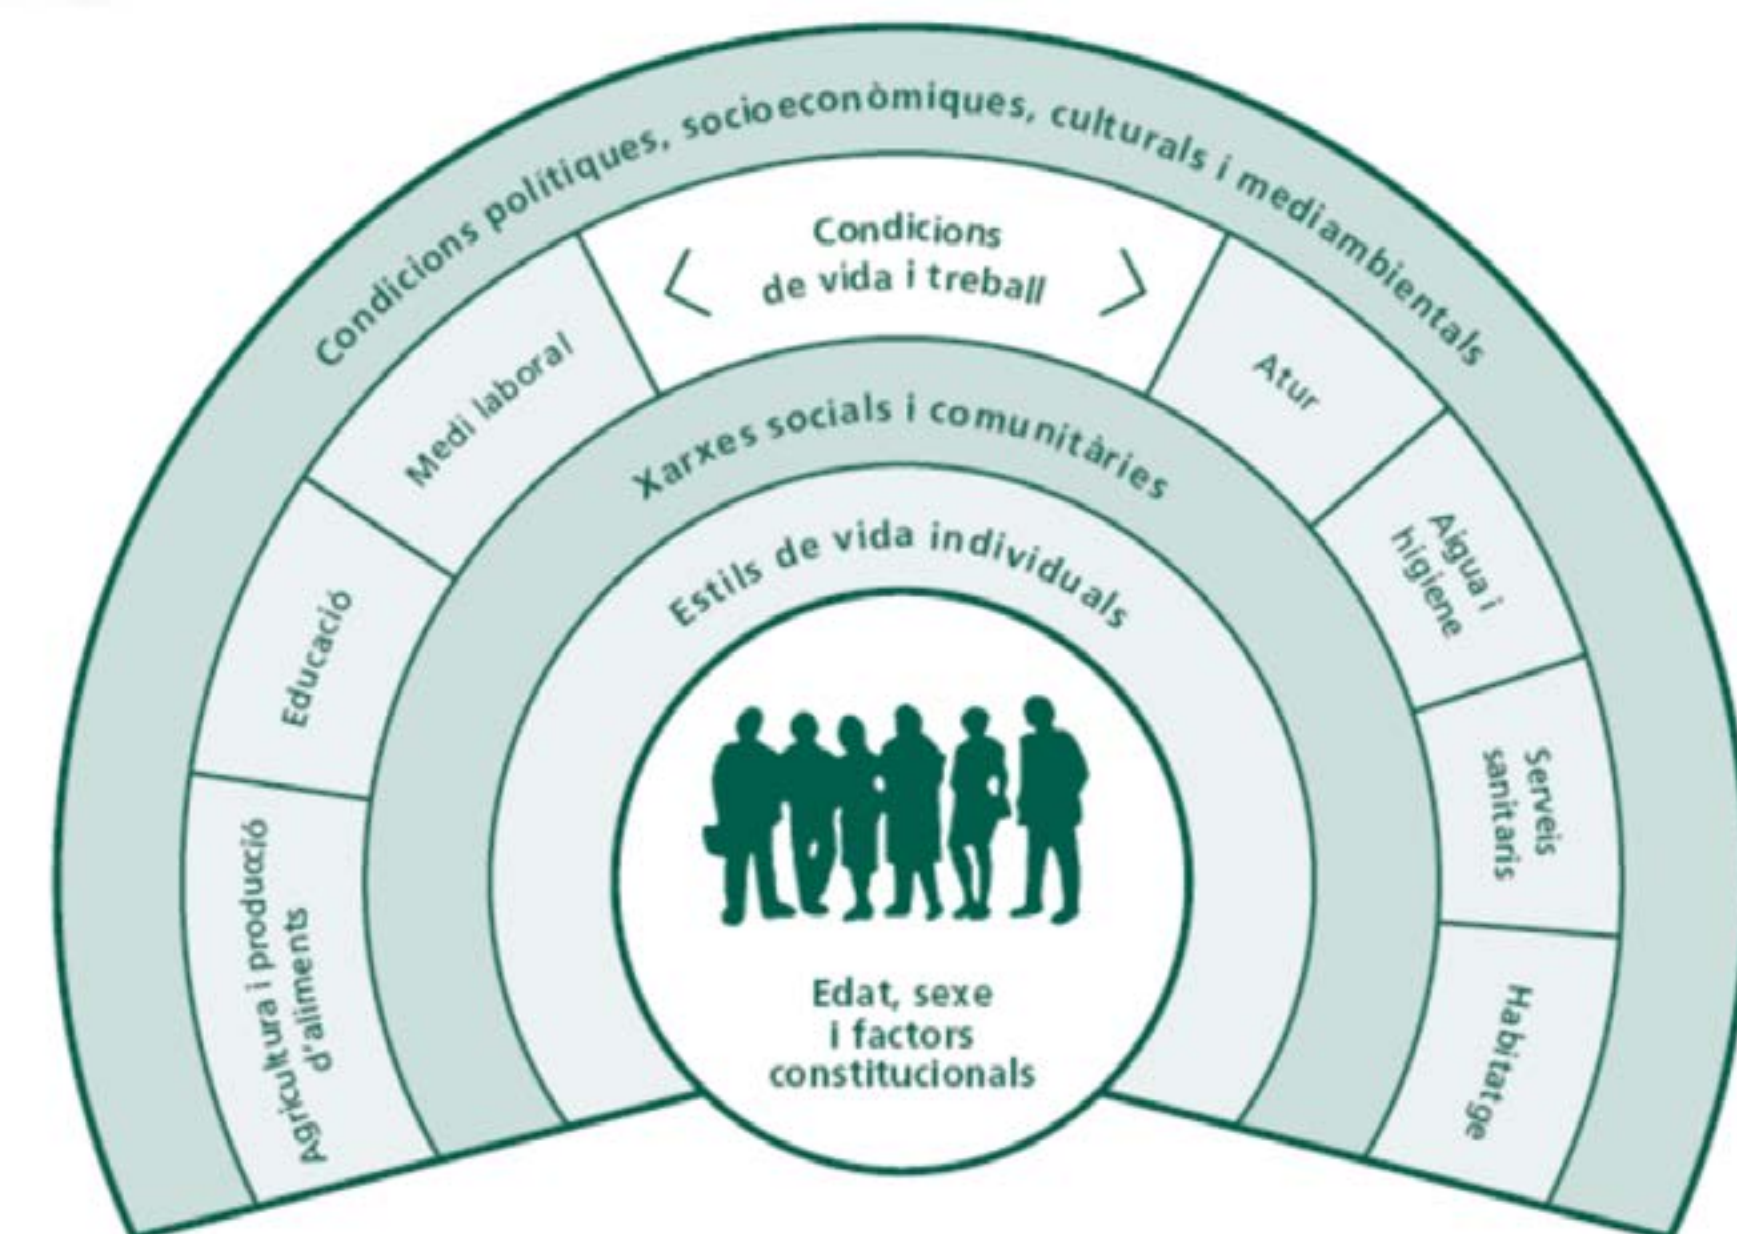 Condicions polítiques, socioeconòmiques, culturals i mediambientals
Condicions
de vida i treball
Agricultura i producció
d'aliments
Educació
Medi laboral
Atur
Aigua i
higiene
Serveis
sanitaris
Habitatge
Xarxes socials i comunitàries
Estils de vida individuals
Edat, sexe
i factors
constitucionals